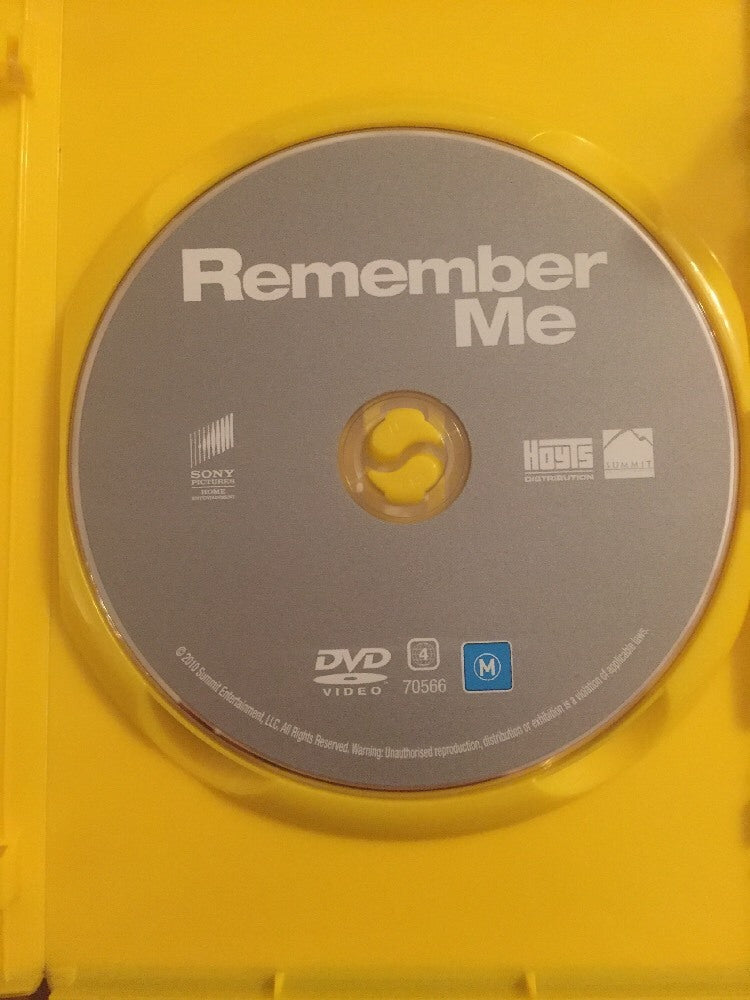 Remember
Me
SONY
PICTURES
HOME
ENTERTAINMENT
HOYTS
DISTRIBUTION
SUMMIT
DVD
VIDEO
4
70566
M
© 2010 Summit Entertainment, LLC. All Rights Reserved. Warning: Unauthorised reproduction, distribution or exhibition is a violation of applicable laws.